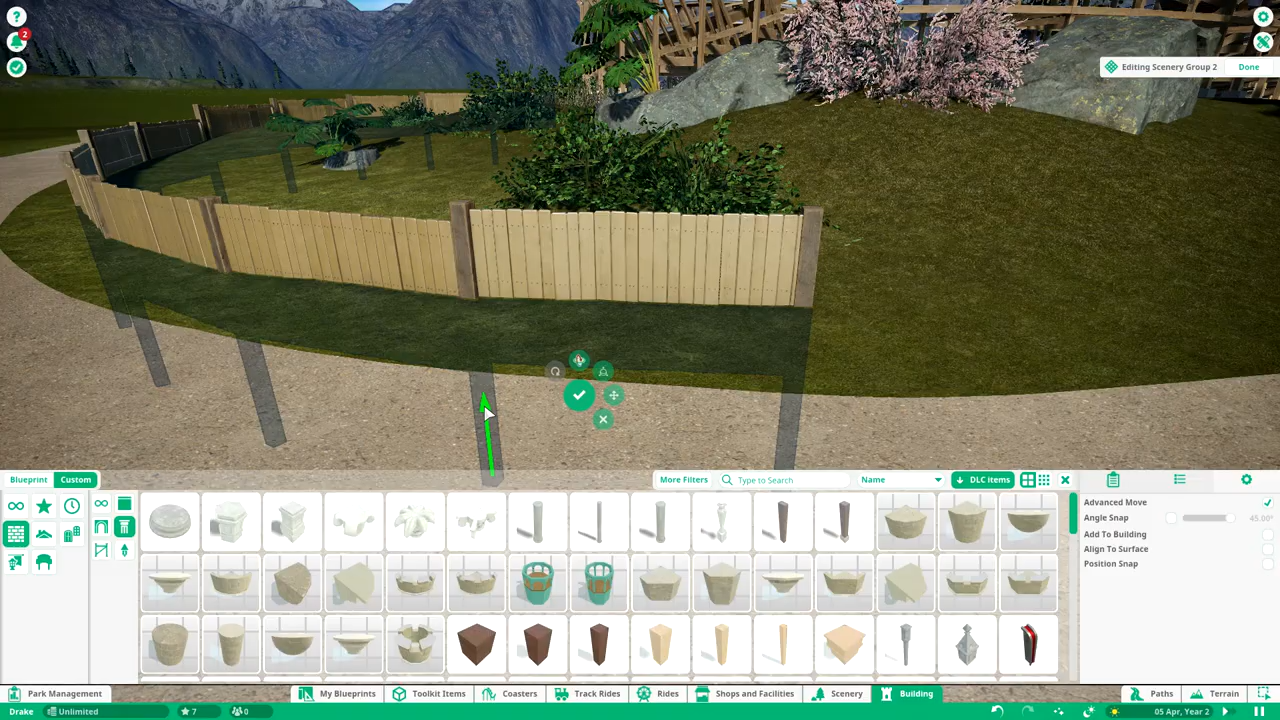 ?
2
Editing Scenery Group 2 Done
Blueprint Custom More Filters Type to Search Name DLC items
Advanced Move
Angle Snap 45.00°
Add To Building
Align To Surface
Position Snap
Park Management My Blueprints Toolkit Items Coasters Track Rides Rides Shops and Facilities Scenery Building Paths Terrain
Drake Unlimited 7 0 05 Apr, Year 2